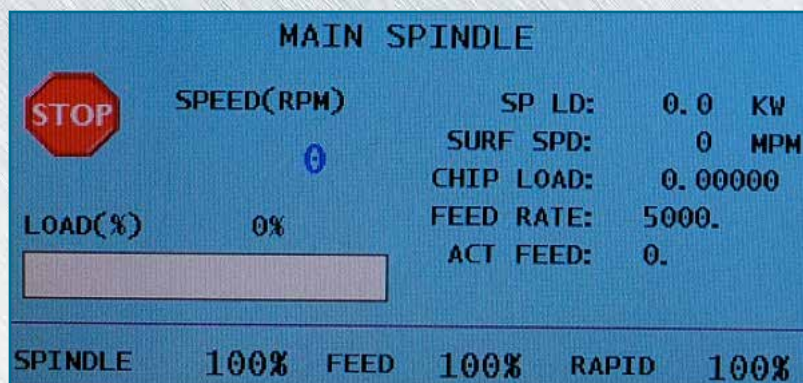 MAIN SPINDLE
STOP
SPEED(RPM)
0
LOAD(%) 0%
SP LD: 0.0 KW
SURF SPD: 0 MPM
CHIP LOAD: 0.00000
FEED RATE: 5000.
ACT FEED: 0.
SPINDLE 100% FEED 100% RAPID 100%